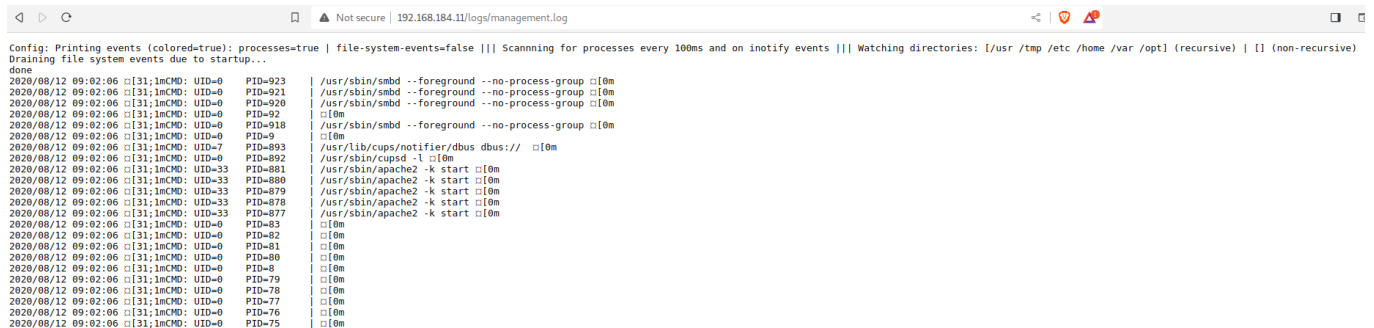 Not secure 192.168.184.11/logs/management.log
Config: Printing events (colored=true): processes=true | file-system-events=false ||| Scannning for processes every 100ms and on inotify events ||| Watching directories: [/usr /tmp /etc /home /var /opt] (recursive) | [] (non-recursive)
Draining file system events due to startup...
done
2020/08/12 09:02:06 □[31;1mCMD: UID=0    PID=923    | /usr/sbin/smbd --foreground --no-process-group □[0m
2020/08/12 09:02:06 □[31;1mCMD: UID=0    PID=921    | /usr/sbin/smbd --foreground --no-process-group □[0m
2020/08/12 09:02:06 □[31;1mCMD: UID=0    PID=920    | /usr/sbin/smbd --foreground --no-process-group □[0m
2020/08/12 09:02:06 □[31;1mCMD: UID=0    PID=92     | □[0m
2020/08/12 09:02:06 □[31;1mCMD: UID=0    PID=918    | /usr/sbin/smbd --foreground --no-process-group □[0m
2020/08/12 09:02:06 □[31;1mCMD: UID=0    PID=9      | □[0m
2020/08/12 09:02:06 □[31;1mCMD: UID=7    PID=893    | /usr/lib/cups/notifier/dbus dbus://  □[0m
2020/08/12 09:02:06 □[31;1mCMD: UID=0    PID=892    | /usr/sbin/cupsd -l □[0m
2020/08/12 09:02:06 □[31;1mCMD: UID=33   PID=881    | /usr/sbin/apache2 -k start □[0m
2020/08/12 09:02:06 □[31;1mCMD: UID=33   PID=880    | /usr/sbin/apache2 -k start □[0m
2020/08/12 09:02:06 □[31;1mCMD: UID=33   PID=879    | /usr/sbin/apache2 -k start □[0m
2020/08/12 09:02:06 □[31;1mCMD: UID=33   PID=878    | /usr/sbin/apache2 -k start □[0m
2020/08/12 09:02:06 □[31;1mCMD: UID=33   PID=877    | /usr/sbin/apache2 -k start □[0m
2020/08/12 09:02:06 □[31;1mCMD: UID=0    PID=83     | □[0m
2020/08/12 09:02:06 □[31;1mCMD: UID=0    PID=82     | □[0m
2020/08/12 09:02:06 □[31;1mCMD: UID=0    PID=81     | □[0m
2020/08/12 09:02:06 □[31;1mCMD: UID=0    PID=80     | □[0m
2020/08/12 09:02:06 □[31;1mCMD: UID=0    PID=8      | □[0m
2020/08/12 09:02:06 □[31;1mCMD: UID=0    PID=79     | □[0m
2020/08/12 09:02:06 □[31;1mCMD: UID=0    PID=78     | □[0m
2020/08/12 09:02:06 □[31;1mCMD: UID=0    PID=77     | □[0m
2020/08/12 09:02:06 □[31;1mCMD: UID=0    PID=76     | □[0m
2020/08/12 09:02:06 □[31;1mCMD: UID=0    PID=75     | □[0m